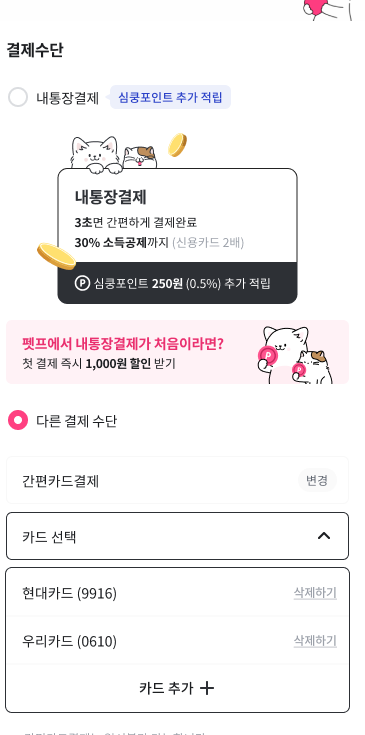 결제수단
내통장결제 심쿵포인트 추가 적립
내통장결제
3초면 간편하게 결제완료
30% 소득공제까지 (신용카드 2배)
P 심쿵포인트 250원 (0.5%) 추가 적립
펫프에서 내통장결제가 처음이라면?
첫 결제 즉시 1,000원 할인 받기
다른 결제 수단
간편카드결제 변경
카드 선택
현대카드 (9916) 삭제하기
우리카드 (0610) 삭제하기
카드 추가 +